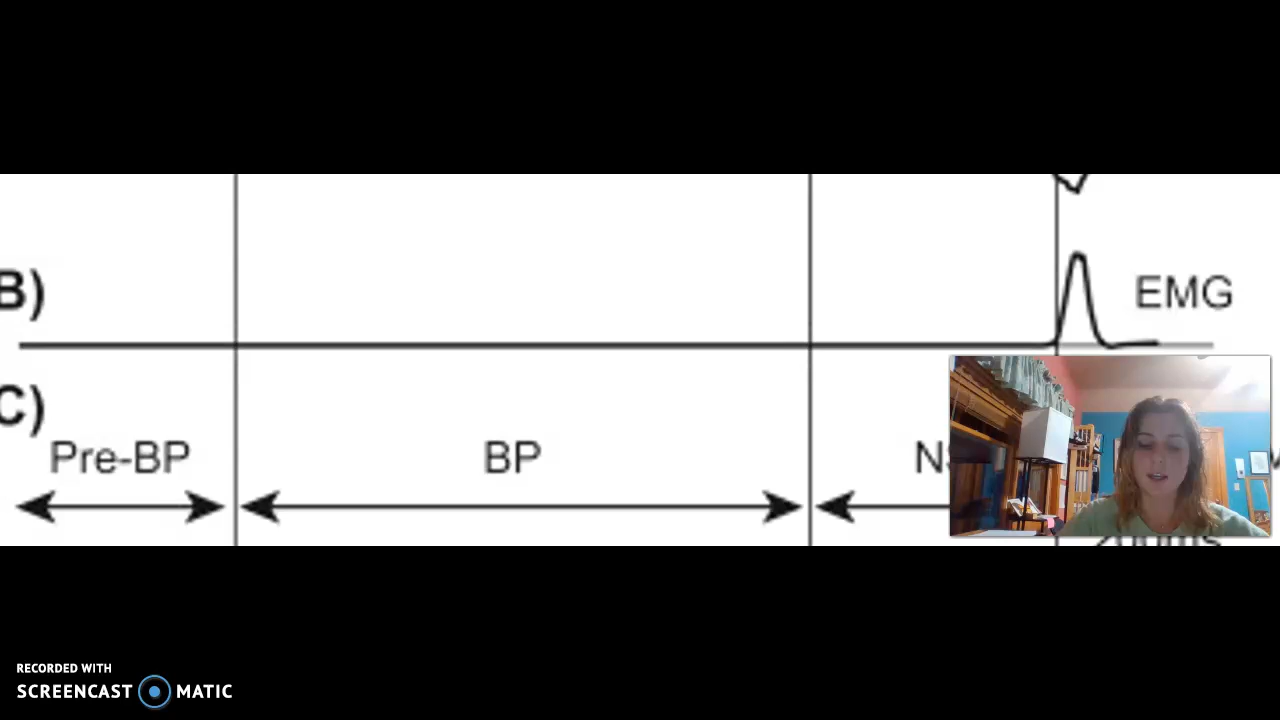 B)
EMG
C)
Pre-BP
BP
RECORDED WITH
SCREENCAST MATIC